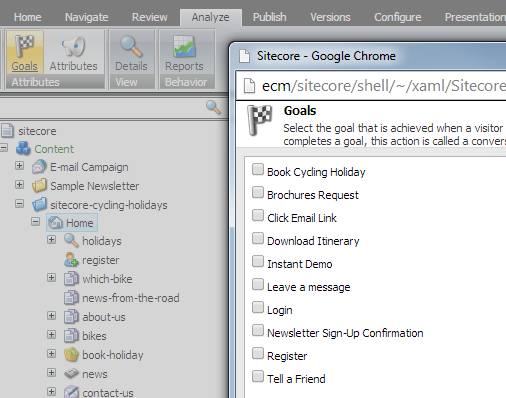 Home Navigate Review Analyze Publish Versions Configure Presentation
Goals Attributes Details Reports
Attributes View Behavior
Sitecore - Google Chrome
ecm/sitecore/shell/~/xaml/Sitecore
Goals
Select the goal that is achieved when a visitor
completes a goal, this action is called a conver
sitecore
Content
E-mail Campaign
Sample Newsletter
sitecore-cycling-holidays
Home
holidays
register
which-bike
news-from-the-road
about-us
bikes
book-holiday
news
contact-us
Book Cycling Holiday
Brochures Request
Click Email Link
Download Itinerary
Instant Demo
Leave a message
Login
Newsletter Sign-Up Confirmation
Register
Tell a Friend